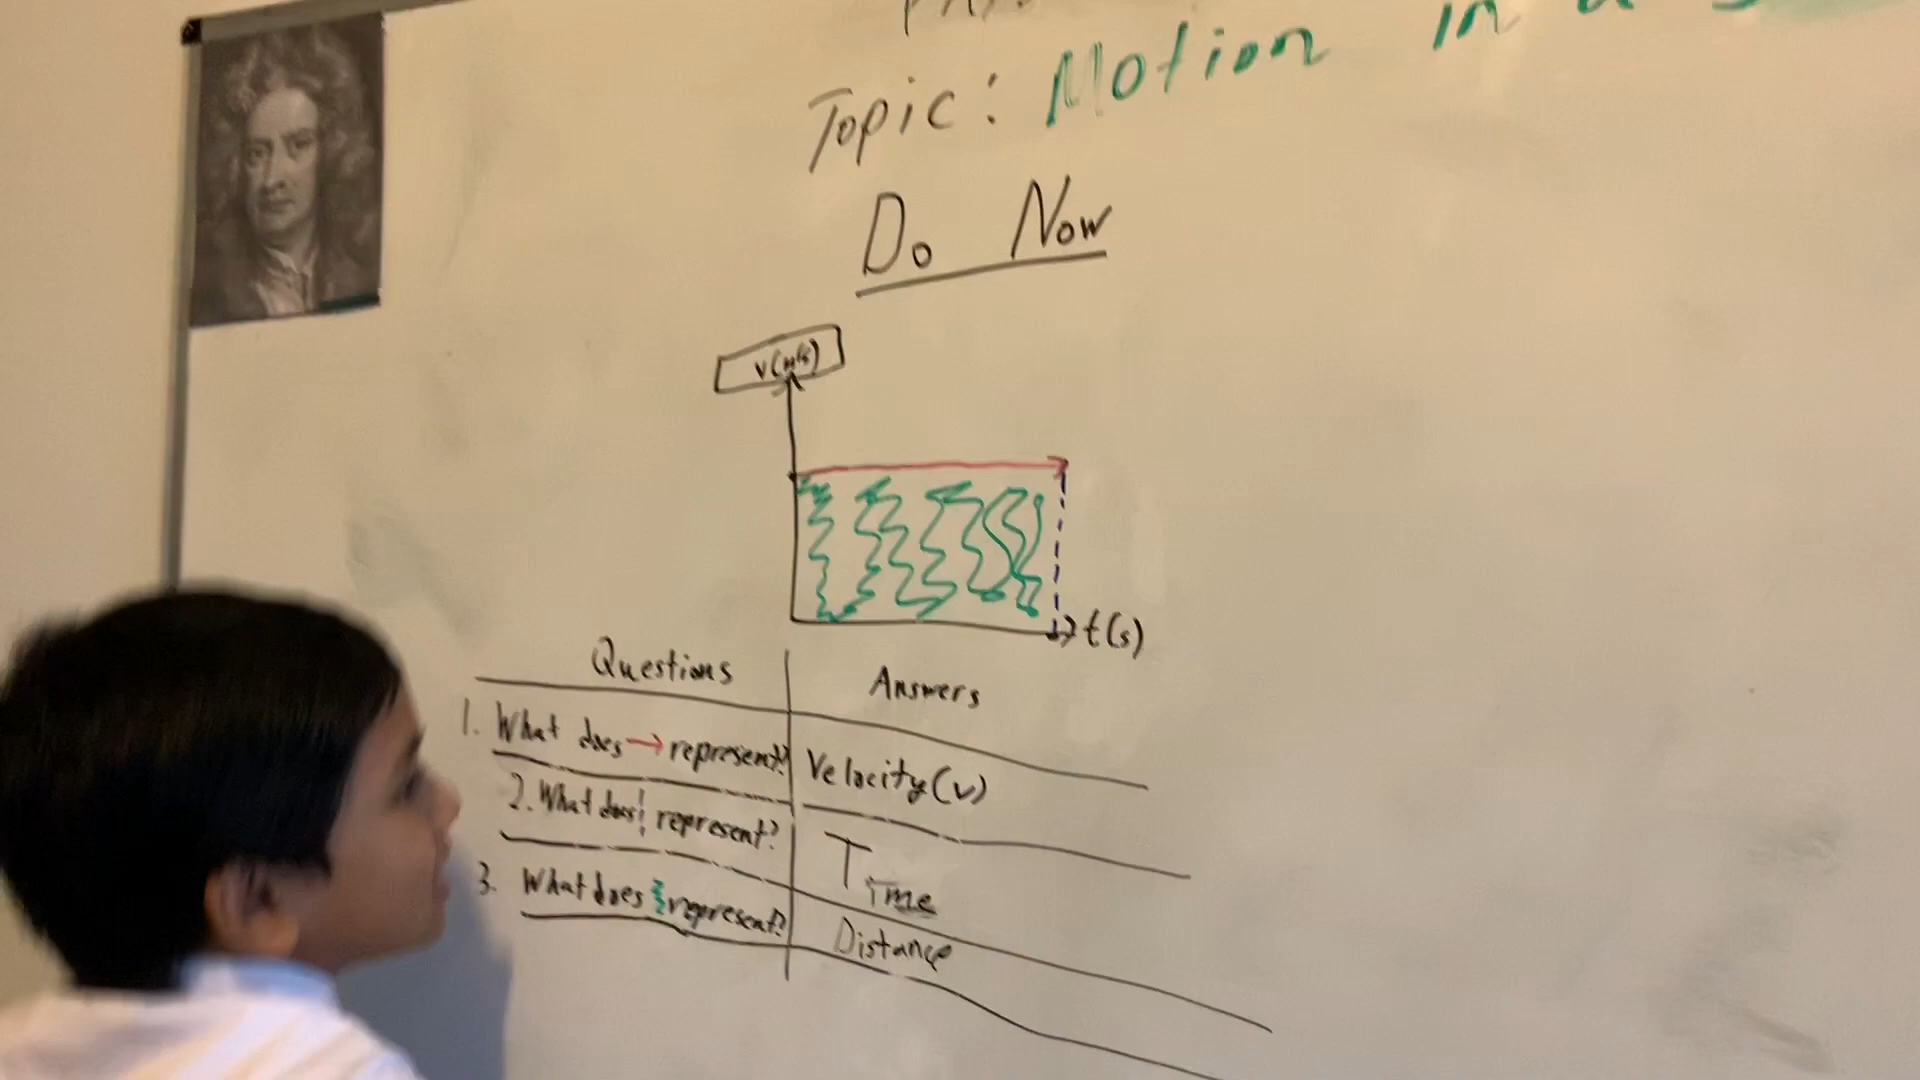 Topic: Motion in a
Do Now
v(m/s)
t(s)
Questions Answers
1. What does → represent? Velocity (v)
2. What does ¦ represent? Time
3. What does represent? Distance